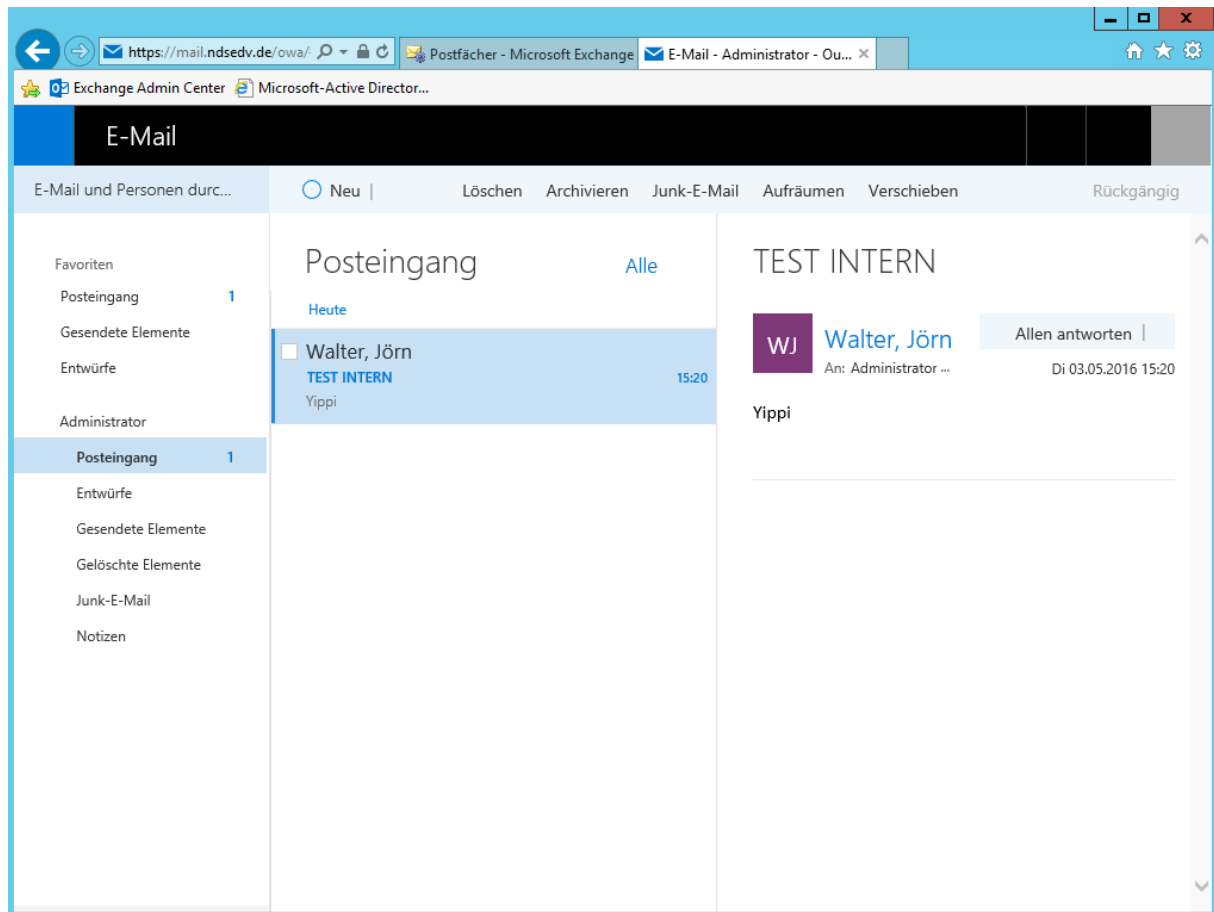 https://mail.ndsedv.de/owa/
Postfächer - Microsoft Exchange
E-Mail - Administrator - Ou...
Exchange Admin Center
Microsoft-Active Director...
E-Mail
E-Mail und Personen durc...
Neu
Löschen
Archivieren
Junk-E-Mail
Aufräumen
Verschieben
Rückgängig
Favoriten
Posteingang 1
Gesendete Elemente
Entwürfe
Administrator
Posteingang 1
Entwürfe
Gesendete Elemente
Gelöschte Elemente
Junk-E-Mail
Notizen
Posteingang
Alle
Heute
Walter, Jörn
TEST INTERN 15:20
Yippi
TEST INTERN
WJ
Walter, Jörn
Allen antworten
An: Administrator ...
Di 03.05.2016 15:20
Yippi